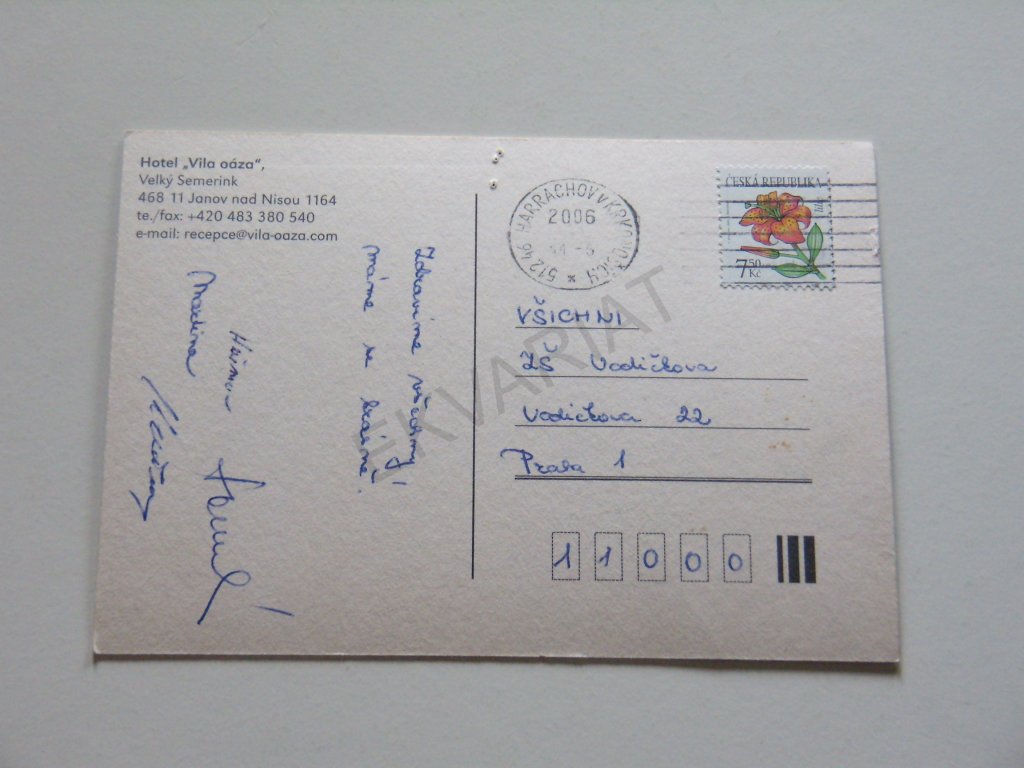 Hotel „Vila oáza“,
Velký Semerink
468 11 Janov nad Nisou 1164
te./fax: +420 483 380 540
e-mail: recepce@vila-oaza.com
Zdravíme všechny!
máme se krásně.
Martina
512 46 HARRACHOV V KRKONOŠÍCH *
2006
ČESKÁ REPUBLIKA
7,50
Kč
VŠICHNI
ZŠ Vodičkova
Vodičkova 22
Praha 1
11000
EKVARIAT